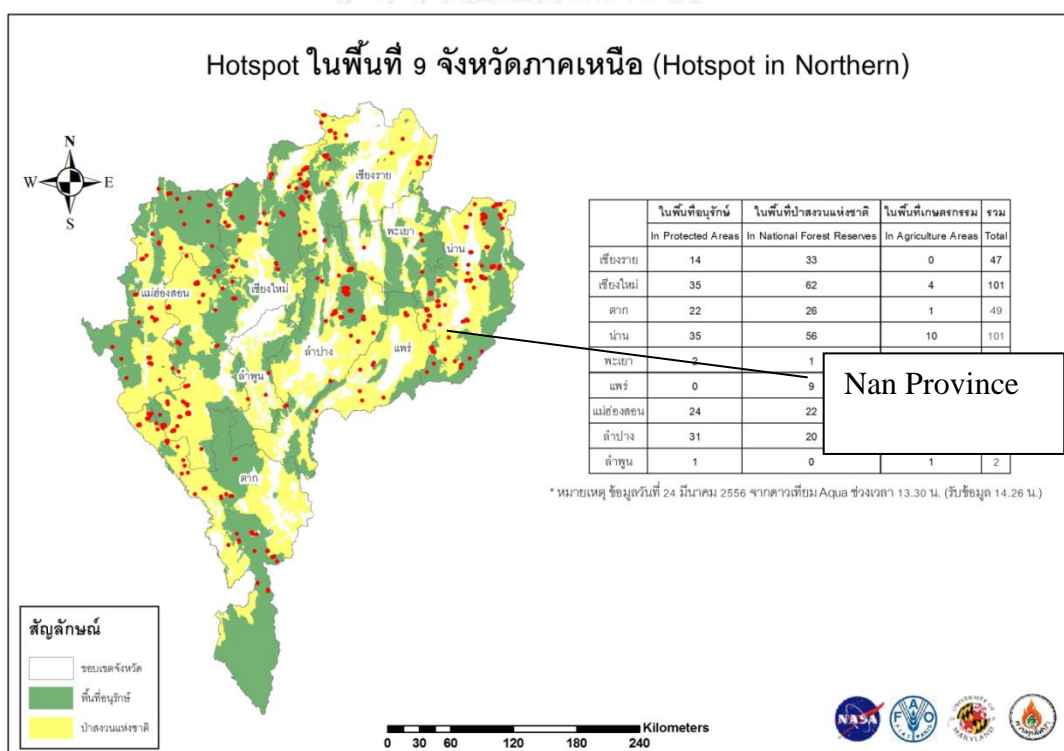 Hotspot ในพื้นที่ 9 จังหวัดภาคเหนือ (Hotspot in Northern)
N
W E
S
เชียงราย
พะเยา
น่าน
แม่ฮ่องสอน
เชียงใหม่
ลำปาง
แพร่
ลำพูน
ตาก
ในพื้นที่อนุรักษ์ ในพื้นที่ป่าสงวนแห่งชาติ ในพื้นที่เกษตรกรรม รวม
In Protected Areas In National Forest Reserves In Agriculture Areas Total
เชียงราย 14 33 0 47
เชียงใหม่ 35 62 4 101
ตาก 22 26 1 49
น่าน 35 56 10 101
พะเยา 2 1
แพร่ 0 9
แม่ฮ่องสอน 24 22
ลำปาง 31 20
ลำพูน 1 0 1 2
Nan Province
* หมายเหตุ ข้อมูลวันที่ 24 มีนาคม 2556 จากดาวเทียม Aqua ช่วงเวลา 13.30 น. (รับข้อมูล 14.26 น.)
สัญลักษณ์
ขอบเขตจังหวัด
พื้นที่อนุรักษ์
ป่าสงวนแห่งชาติ
Kilometers
0 30 60 120 180 240
NASA
FAO
UNIVERSITY OF
MARYLAND